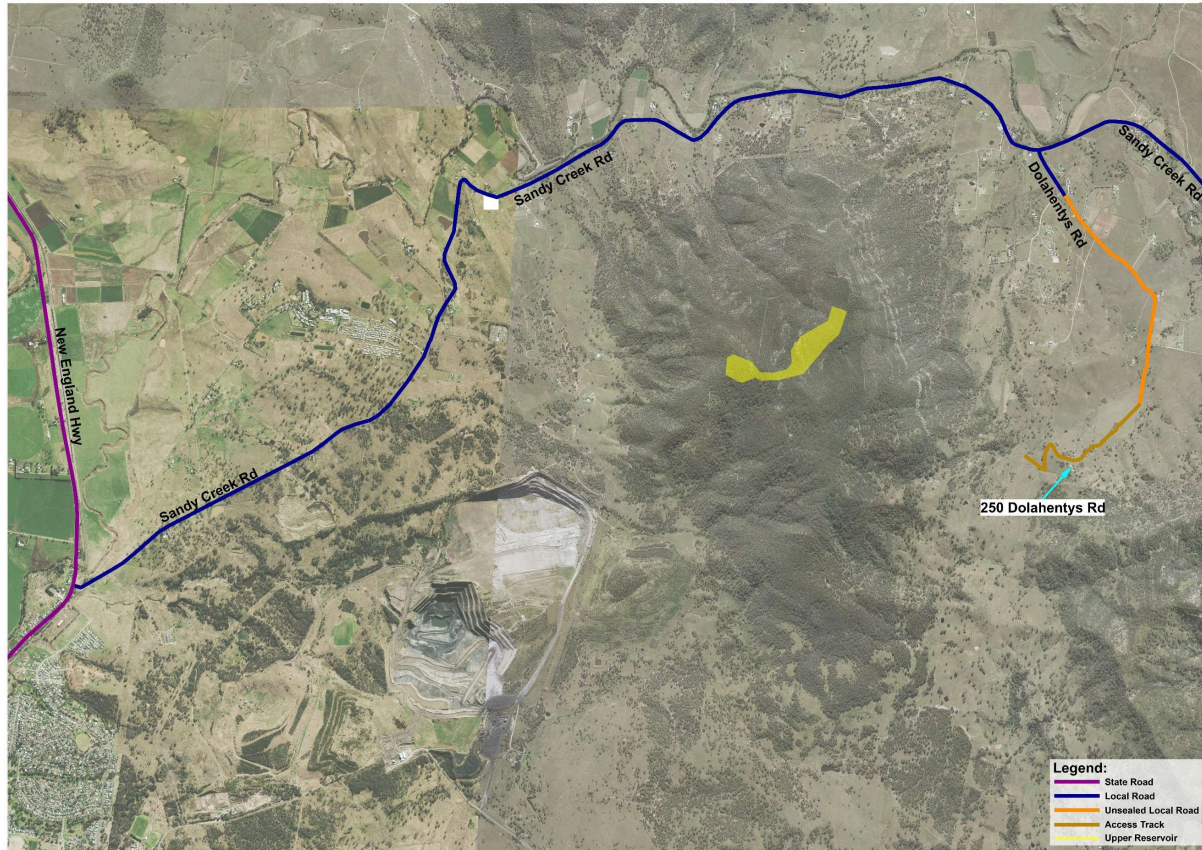 Sandy Creek Rd
Sandy Creek Rd
Dolahentys Rd
New England Hwy
Sandy Creek Rd
250 Dolahentys Rd
Legend:
State Road
Local Road
Unsealed Local Road
Access Track
Upper Reservoir